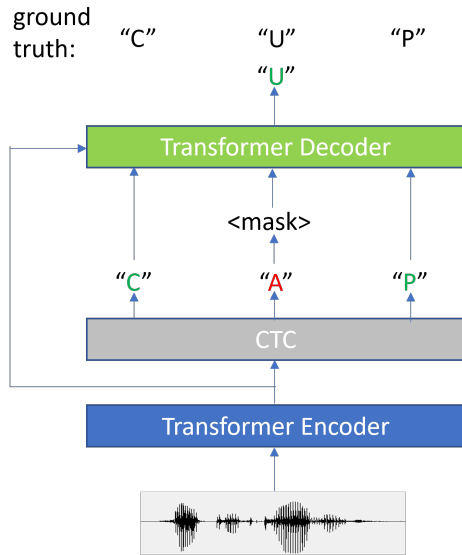 ground truth: “C” “U” “P”
“U”
Transformer Decoder
<mask>
“C” “A” “P”
CTC
Transformer Encoder